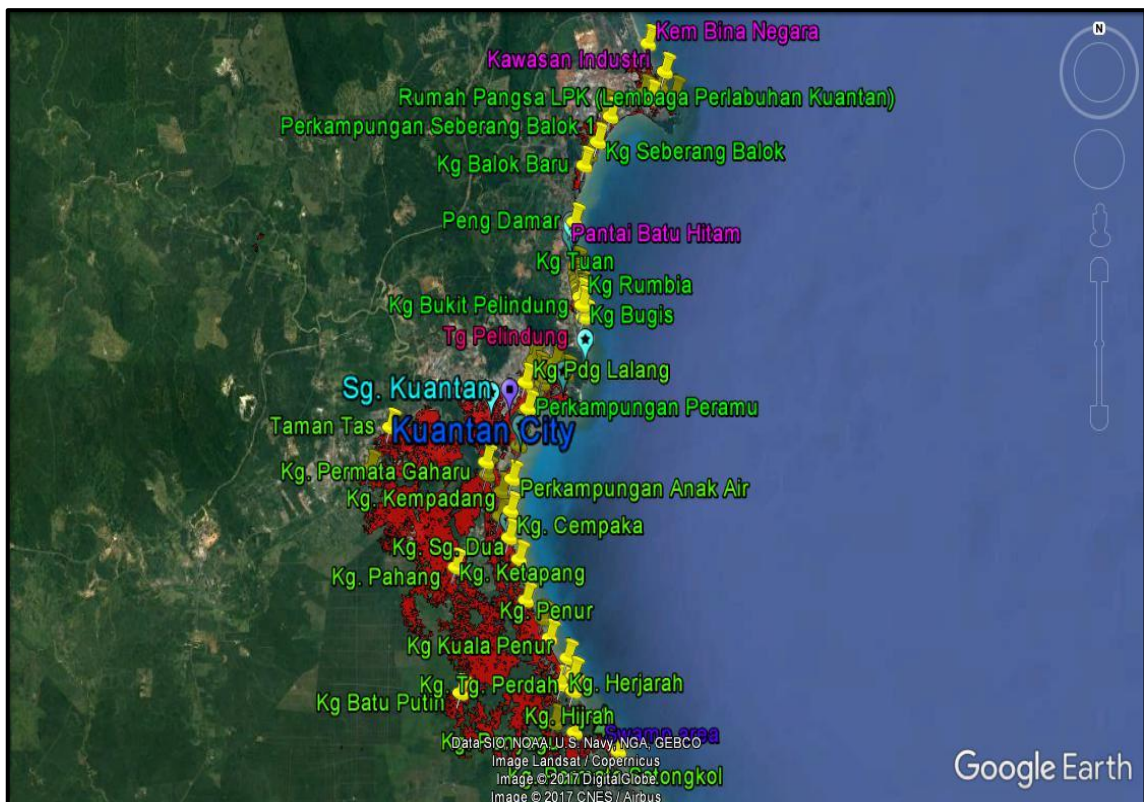 N
Kem Bina Negara
Kawasan Industri
Rumah Pangsa LPK (Lembaga Perlabuhan Kuantan)
Perkampungan Seberang Balok 1
Kg Seberang Balok
Kg Balok Baru
Peng Damar
Pantai Batu Hitam
Kg Tuan
Kg Rumbia
Kg Bukit Pelindung
Kg Bugis
Tg Pelindung
Kg Pdg Lalang
Sg. Kuantan
Perkampungan Peramu
Taman Tas
Kuantan City
Kg. Permata Gaharu
Kg. Kempadang
Perkampungan Anak Air
Kg. Cempaka
Kg. Sg. Dua
Kg. Pahang
Kg. Ketapang
Kg. Penur
Kg Kuala Penur
Kg. Tg. Perdah
Kg. Herjarah
Kg Batu Putih
Kg. Hijrah
Swamp area
Data SIO, NOAA, U.S. Navy, NGA, GEBCO
Image Landsat / Copernicus
Image © 2017 DigitalGlobe
Image © 2017 CNES / Airbus
Google Earth